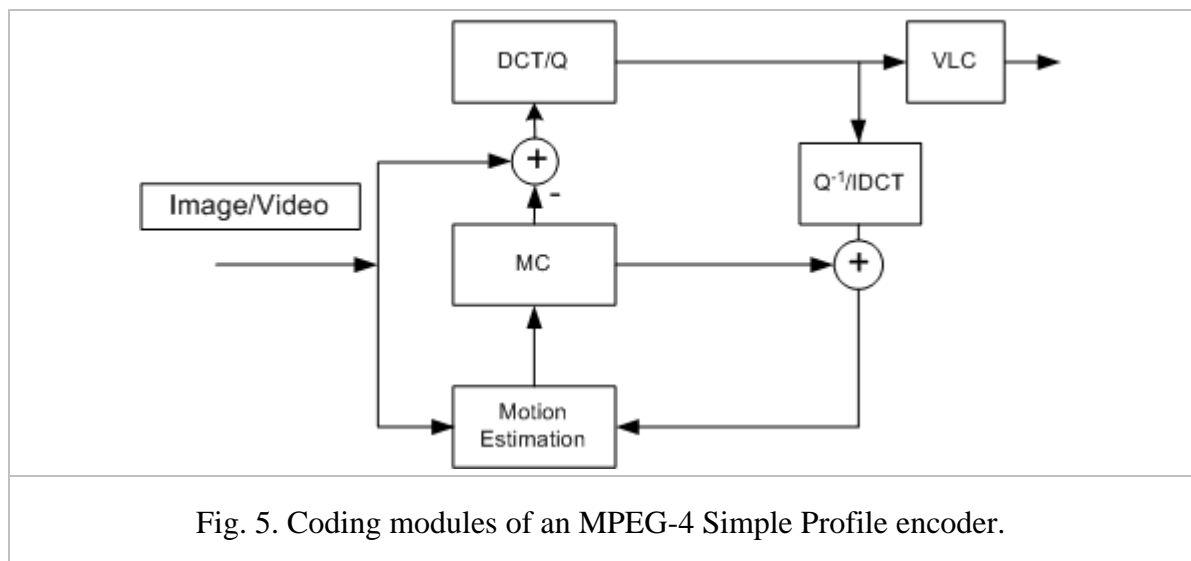 DCT/Q
VLC
+
Q⁻¹/IDCT
Image/Video
-
MC
+
Motion
Estimation
Fig. 5. Coding modules of an MPEG-4 Simple Profile encoder.